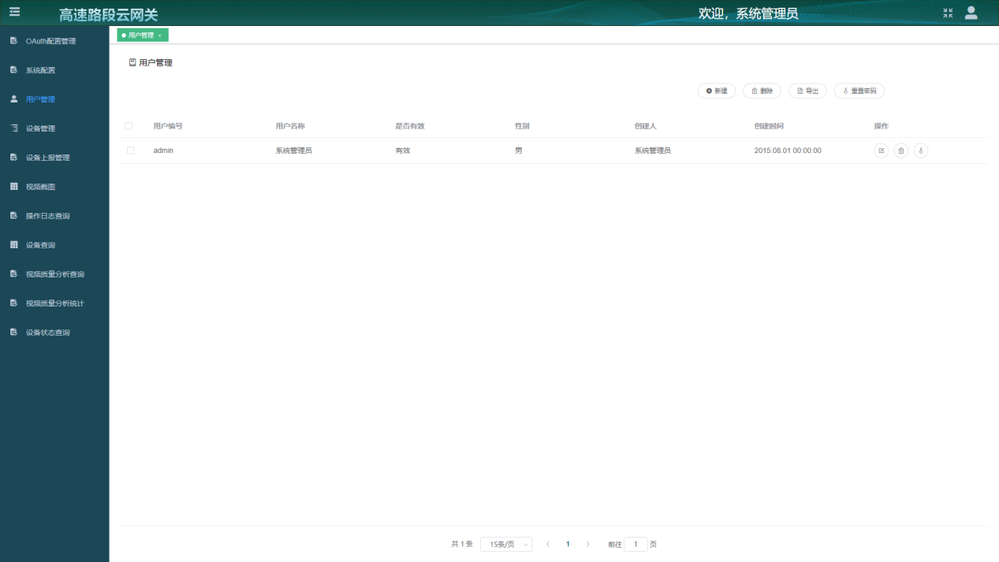 高速路段云网关
欢迎，系统管理员
OAuth配置管理
系统配置
用户管理
设备管理
设备上报管理
视频截图
操作日志查询
设备查询
视频质量分析查询
视频质量分析统计
设备状态查询
用户管理 ×
用户管理
新建 删除 导出 重置密码
用户编号 用户名称 是否有效 性别 创建人 创建时间 操作
admin 系统管理员 有效 男 系统管理员 2015.08.01 00:00:00
共 1 条 15条/页 1 前往 1 页